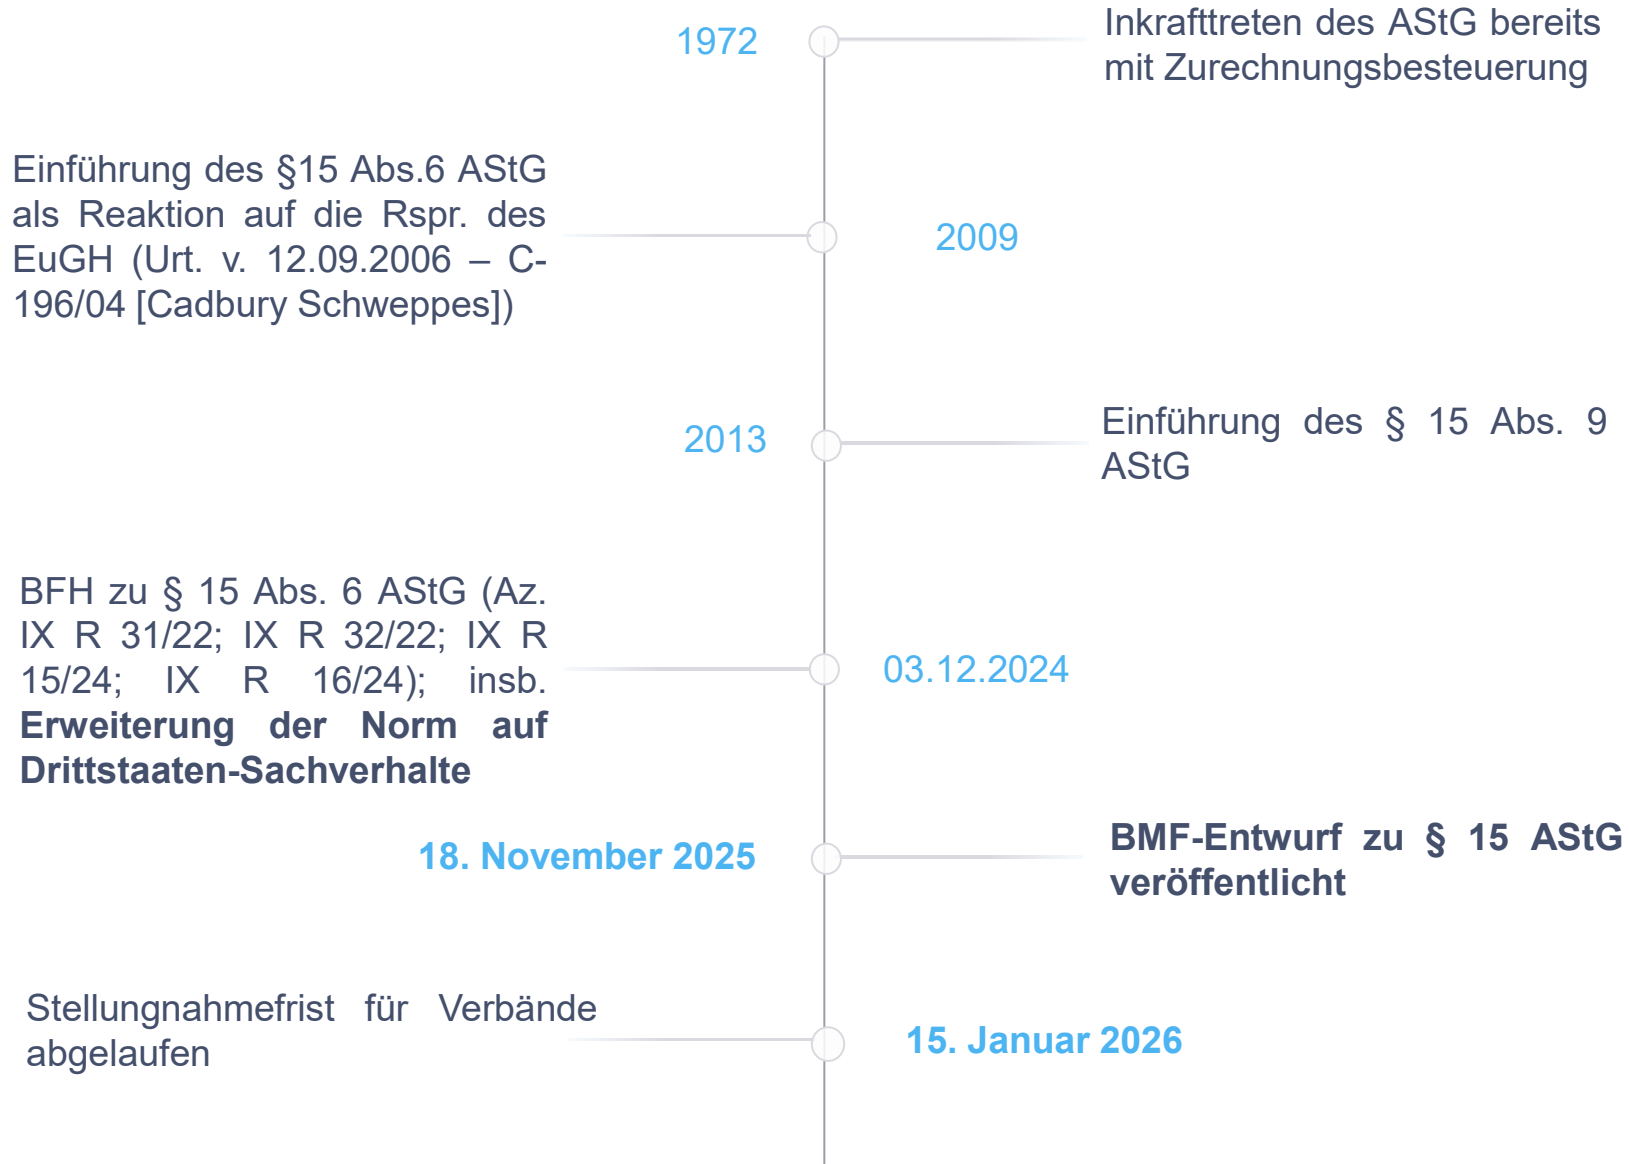 1972
Inkrafttreten des AStG bereits
mit Zurechnungsbesteuerung
Einführung des §15 Abs.6 AStG
als Reaktion auf die Rspr. des
EuGH (Urt. v. 12.09.2006 – C-
196/04 [Cadbury Schweppes])
2009
2013
Einführung des § 15 Abs. 9
AStG
BFH zu § 15 Abs. 6 AStG (Az.
IX R 31/22; IX R 32/22; IX R
15/24; IX R 16/24); insb.
Erweiterung der Norm auf
Drittstaaten-Sachverhalte
03.12.2024
18. November 2025
BMF-Entwurf zu § 15 AStG
veröffentlicht
Stellungnahmefrist für Verbände
abgelaufen
15. Januar 2026